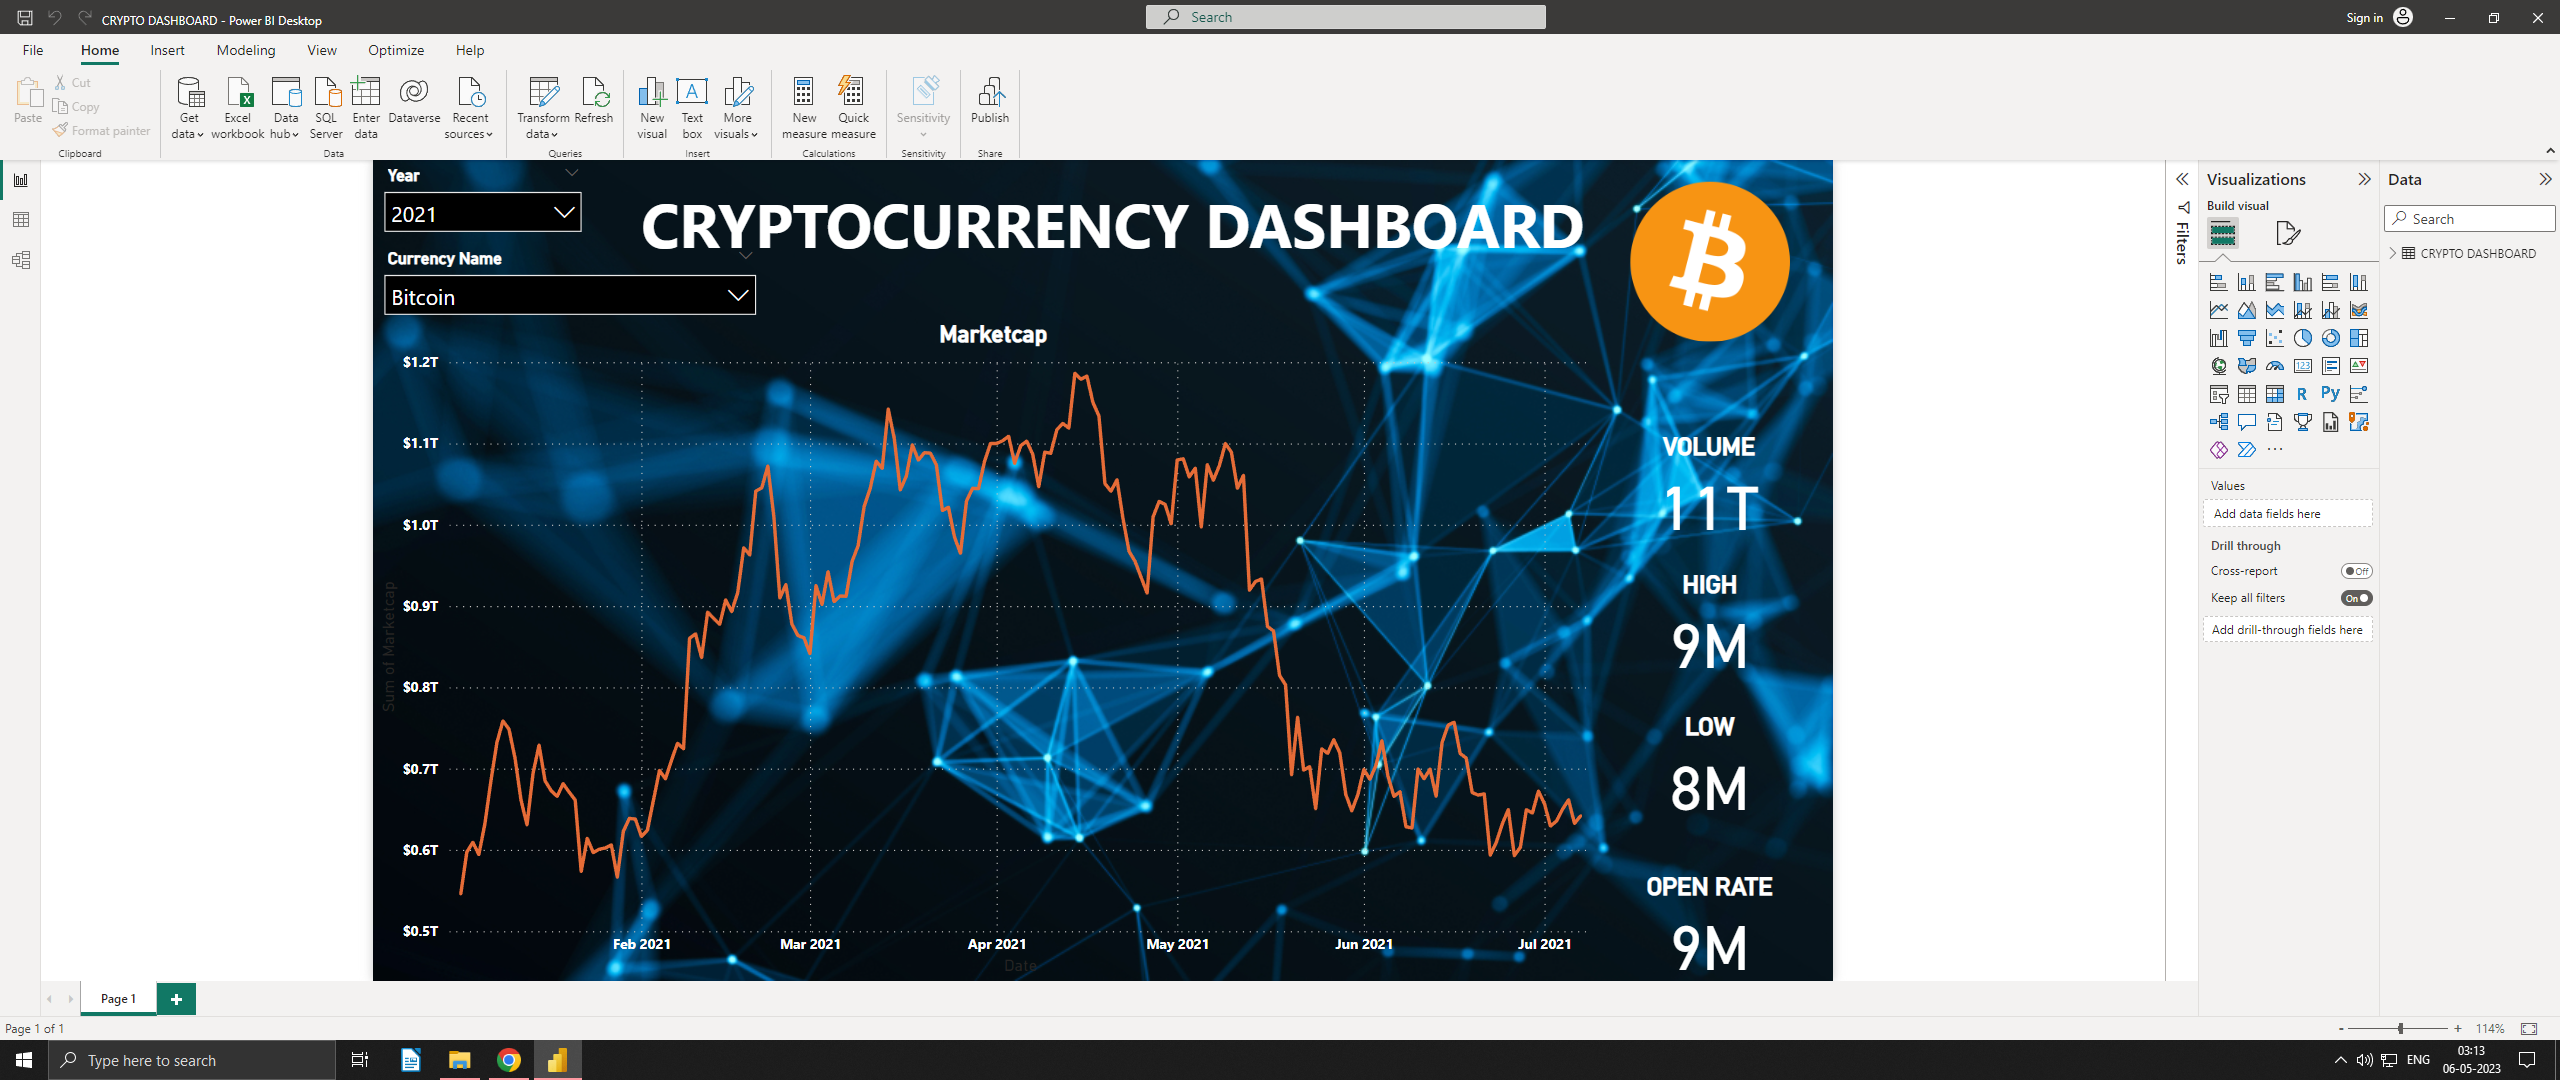 CRYPTO DASHBOARD - Power BI Desktop
Search
Sign in
File Home Insert Modeling View Optimize Help
Paste
Cut
Copy
Format painter
Clipboard
Get data
Excel workbook
Data hub
SQL Server
Enter data
Dataverse
Recent sources
Data
Transform data
Refresh
Queries
New visual
Text box
More visuals
Insert
New measure
Quick measure
Calculations
Sensitivity
Sensitivity
Publish
Share
Year
2021
CRYPTOCURRENCY DASHBOARD
Currency Name
Bitcoin
Marketcap
$1.2T
$1.1T
$1.0T
$0.9T
$0.8T
$0.7T
$0.6T
$0.5T
Sum of Marketcap
Feb 2021 Mar 2021 Apr 2021 May 2021 Jun 2021 Jul 2021
Date
VOLUME
11T
HIGH
9M
LOW
8M
OPEN RATE
9M
Filters
Visualizations
Build visual
123
R Py
Values
Add data fields here
Drill through
Cross-report
Off
Keep all filters
On
Add drill-through fields here
Data
Search
CRYPTO DASHBOARD
Page 1
Page 1 of 1
- + 114%
Type here to search
ENG
03:13
06-05-2023